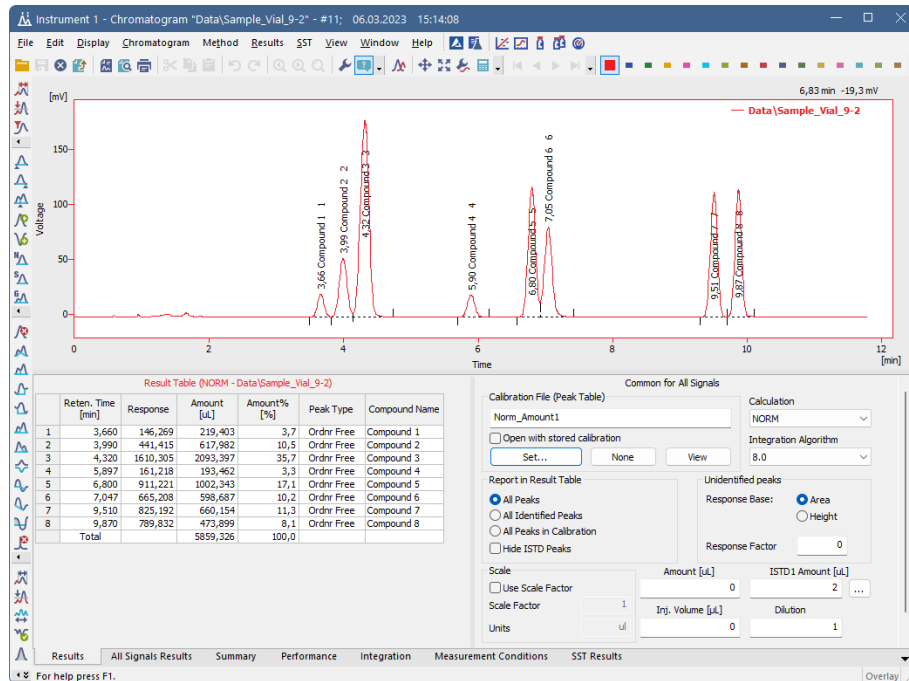 Instrument 1 - Chromatogram "Data\Sample_Vial_9-2" - #11; 06.03.2023 15:14:08
File Edit Display Chromatogram Method Results SST View Window Help
6,83 min -19,3 mV
[mV]
Data\Sample_Vial_9-2
150
100
50
0
Voltage
3,66 Compound 1 1
3,99 Compound 2 2
4,32 Compound 3 3
5,90 Compound 4 4
6,80 Compound 5 5
7,05 Compound 6 6
9,51 Compound 7 7
9,87 Compound 8 8
0 2 4 6 8 10 12
Time
[min]
Result Table (NORM - Data\Sample_Vial_9-2)
Reten. Time [min] Response Amount [uL] Amount% [%] Peak Type Compound Name
1 3,660 146,269 219,403 3,7 Ordnr Free Compound 1
2 3,990 441,415 617,982 10,5 Ordnr Free Compound 2
3 4,320 1610,305 2093,397 35,7 Ordnr Free Compound 3
4 5,897 161,218 193,462 3,3 Ordnr Free Compound 4
5 6,800 911,221 1002,343 17,1 Ordnr Free Compound 5
6 7,047 665,208 598,687 10,2 Ordnr Free Compound 6
7 9,510 825,192 660,154 11,3 Ordnr Free Compound 7
8 9,870 789,832 473,899 8,1 Ordnr Free Compound 8
Total 5859,326 100,0
Common for All Signals
Calibration File (Peak Table)
Norm_Amount1
Open with stored calibration
Set... None View
Calculation
NORM
Integration Algorithm
8.0
Report in Result Table
All Peaks
All Identified Peaks
All Peaks in Calibration
Hide ISTD Peaks
Unidentified peaks
Response Base: Area
Height
Response Factor 0
Scale
Use Scale Factor
Scale Factor 1
Units ul
Amount [uL]
0
ISTD1 Amount [uL]
2 ...
Inj. Volume [µL]
0
Dilution
1
Results All Signals Results Summary Performance Integration Measurement Conditions SST Results
For help press F1.
Overlay